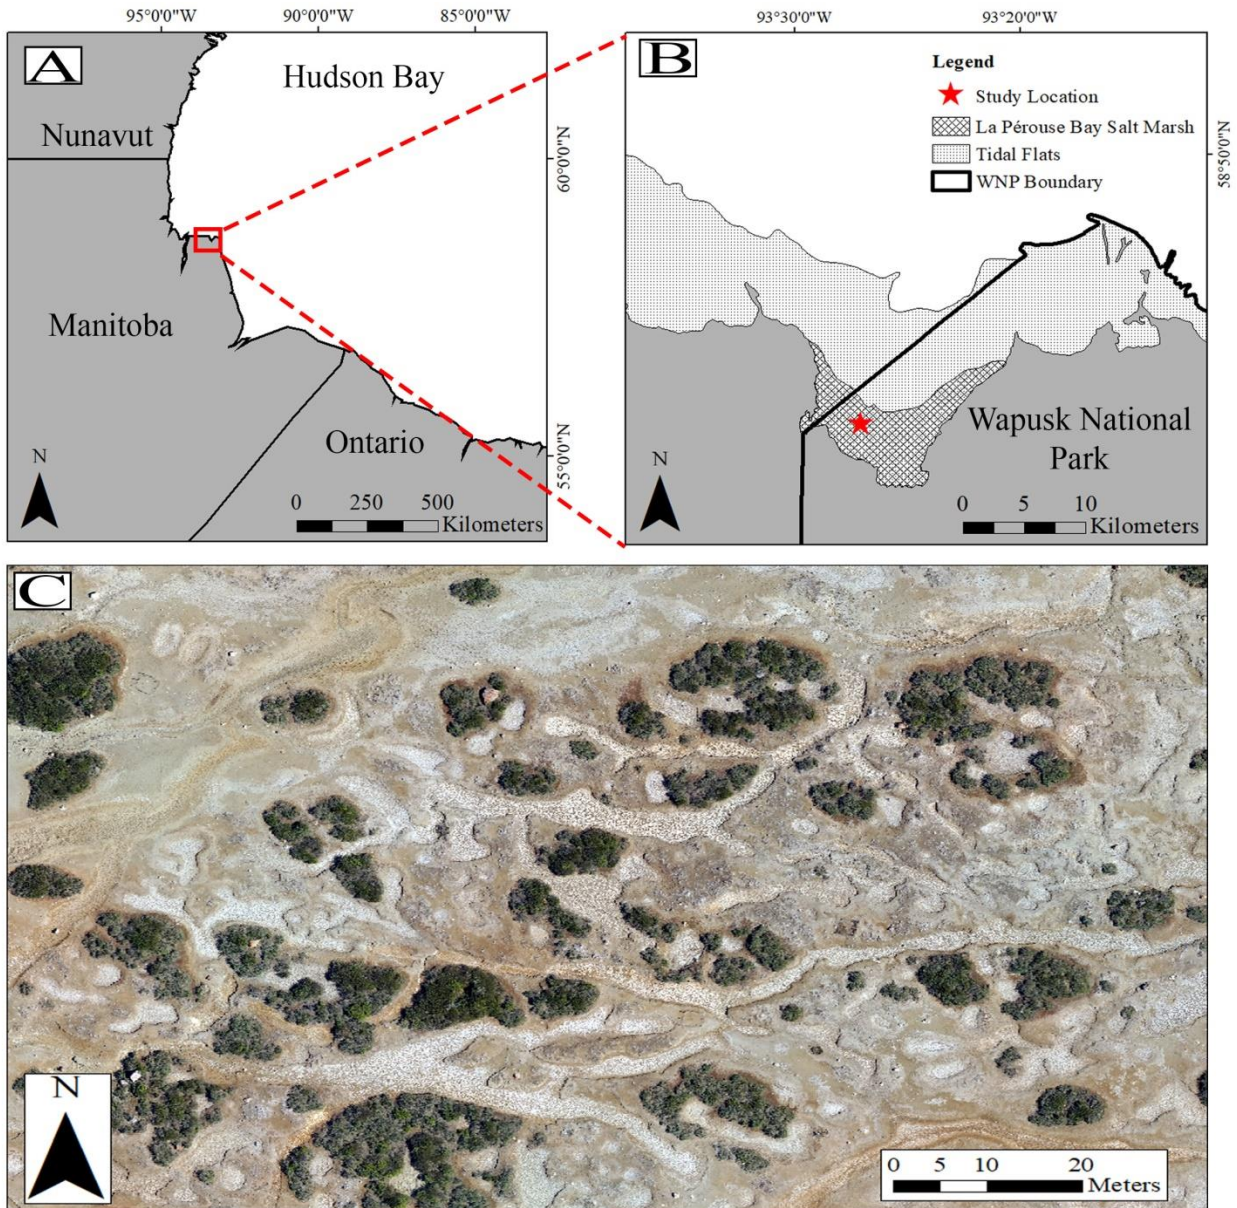 95°0'0"W
90°0'0"W
85°0'0"W
A
Hudson Bay
Nunavut
60°0'0"N
Manitoba
Ontario
55°0'0"N
N
0 250 500
Kilometers
93°30'0"W
93°20'0"W
B
Legend
Study Location
La Pérouse Bay Salt Marsh
Tidal Flats
WNP Boundary
58°50'0"N
Wapusk National
Park
N
0 5 10
Kilometers
C
N
0 5 10 20
Meters